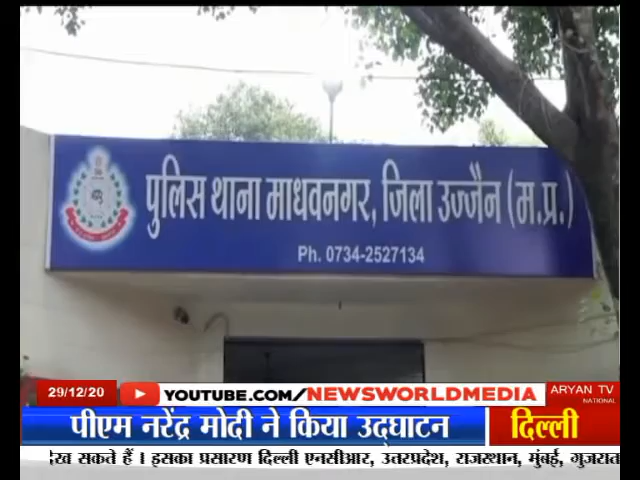 पुलिस थाना माधवनगर, जिला उज्जैन (म.प्र.)
Ph. 0734-2527134
29/12/20
YOUTUBE.COM/NEWSWORLDMEDIA
ARYAN TV
NATIONAL
पीएम नरेंद्र मोदी ने किया उद्घाटन
दिल्ली
देख सकते हैं । इसका प्रसारण दिल्ली एनसीआर, उत्तरप्रदेश, राजस्थान, मुंबई, गुजरात